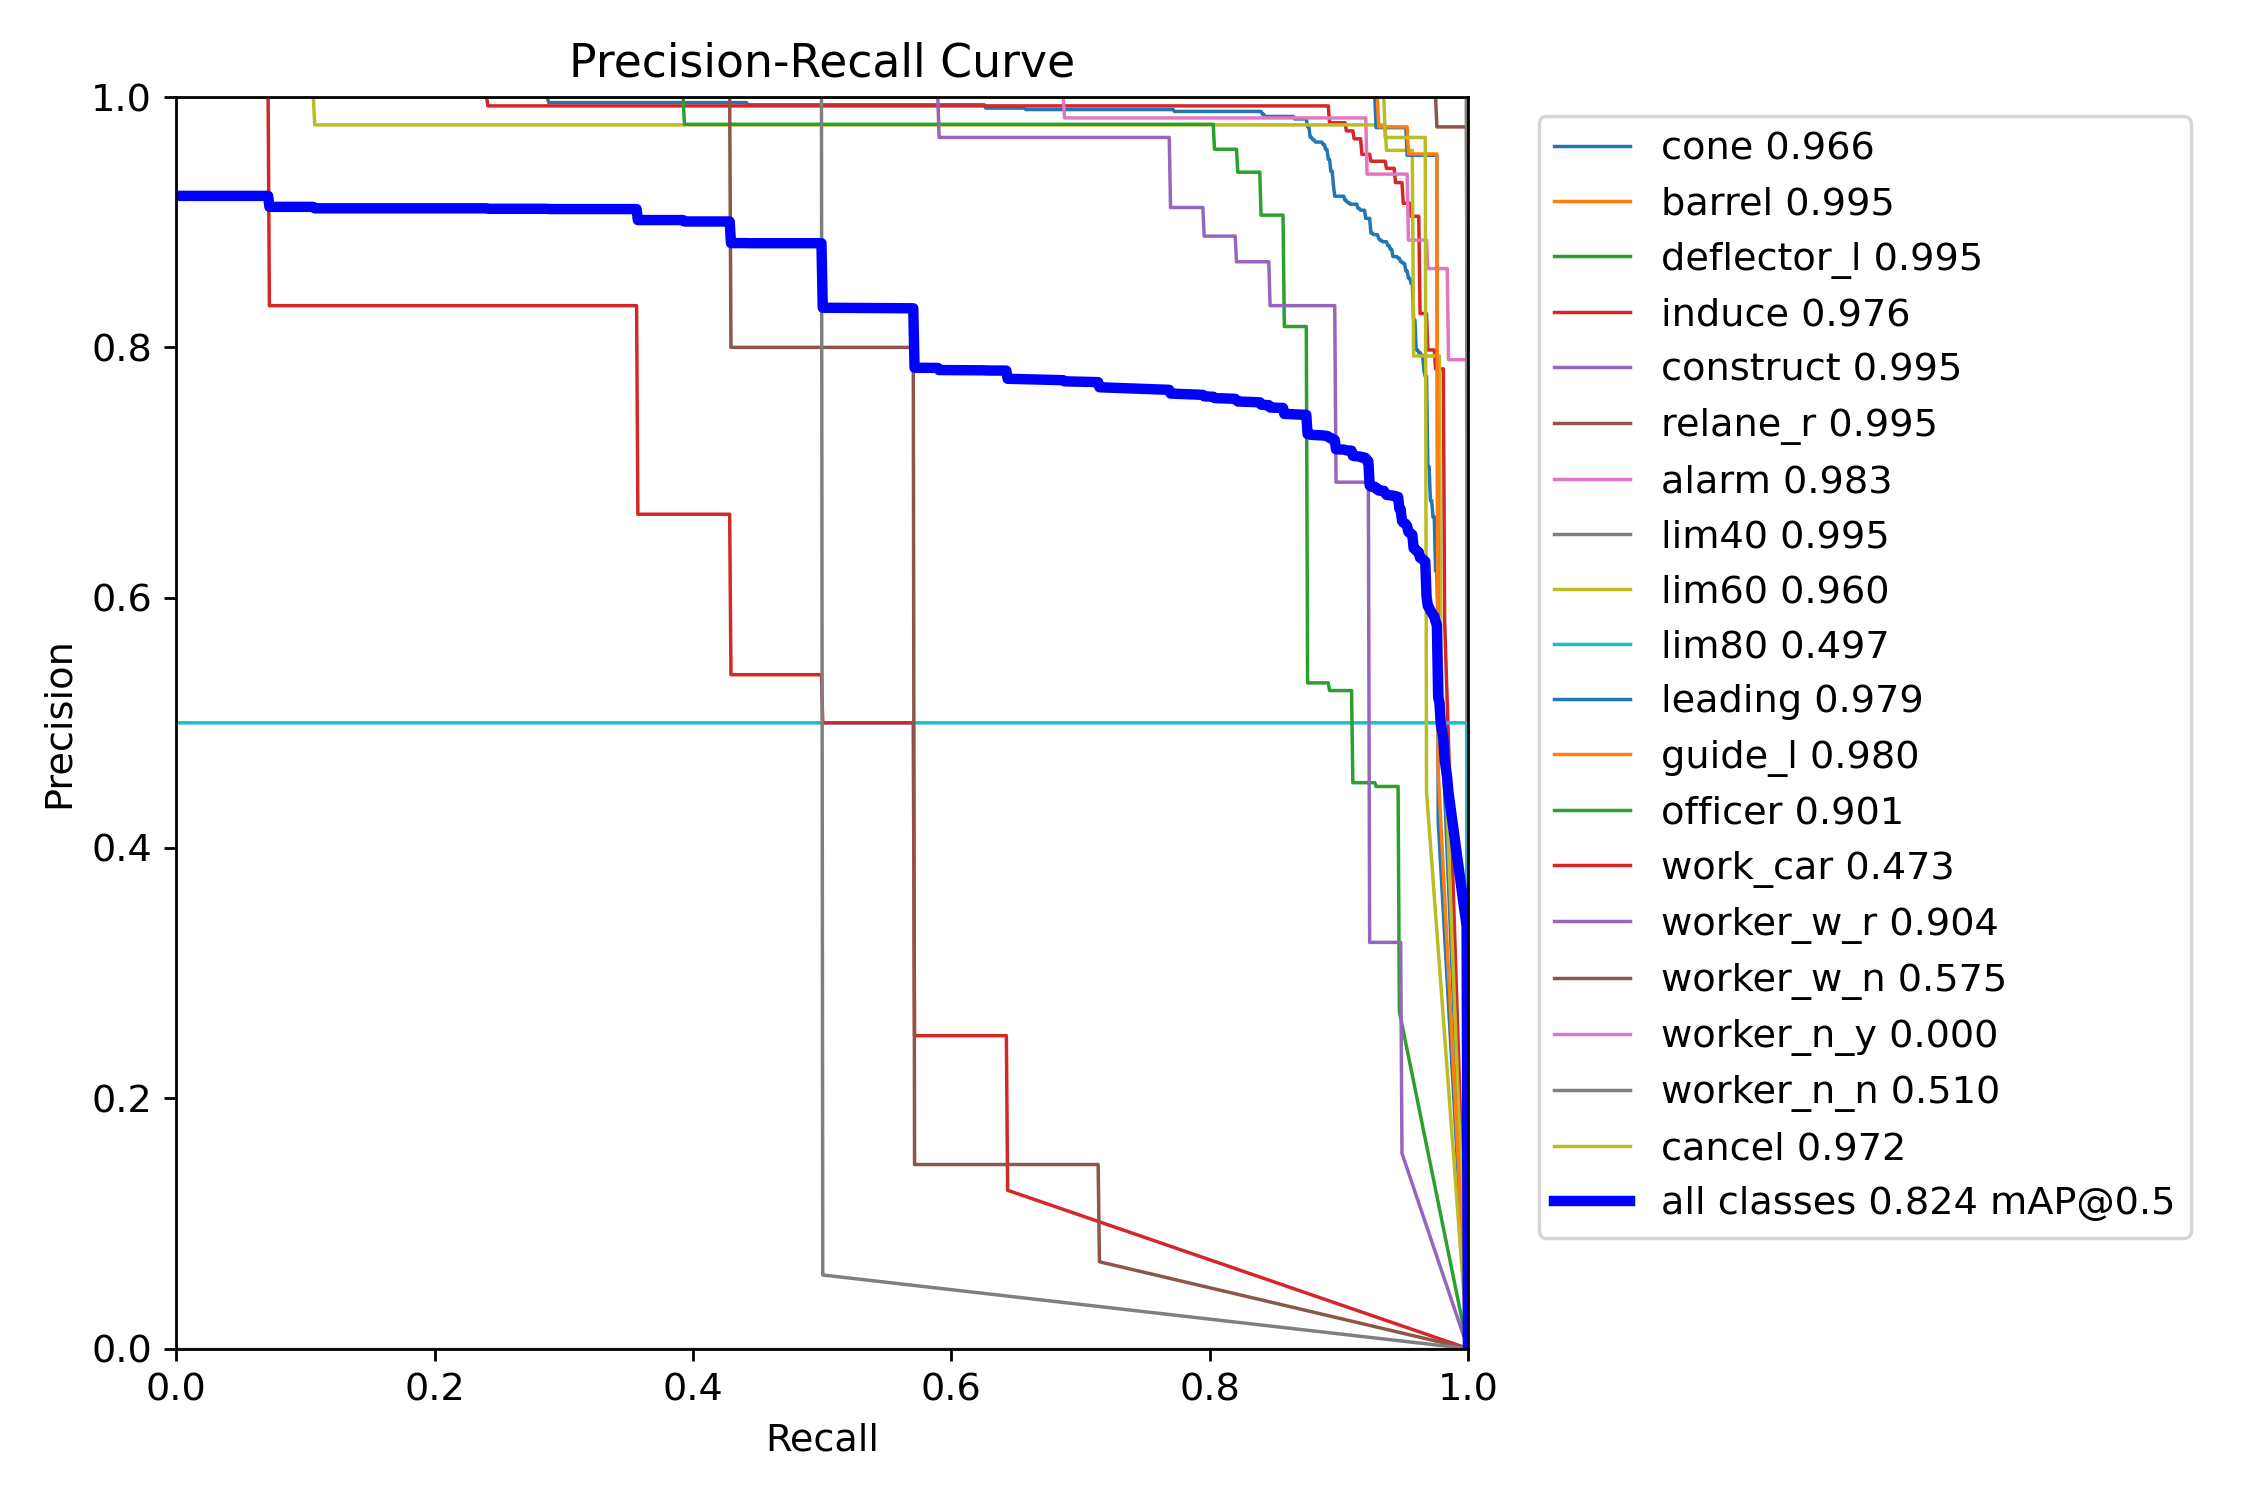 Precision-Recall Curve
1.0
0.8
0.6
0.4
0.2
0.0
Precision
0.0 0.2 0.4 0.6 0.8 1.0
Recall
cone 0.966
barrel 0.995
deflector_l 0.995
induce 0.976
construct 0.995
relane_r 0.995
alarm 0.983
lim40 0.995
lim60 0.960
lim80 0.497
leading 0.979
guide_l 0.980
officer 0.901
work_car 0.473
worker_w_r 0.904
worker_w_n 0.575
worker_n_y 0.000
worker_n_n 0.510
cancel 0.972
all classes 0.824 mAP@0.5